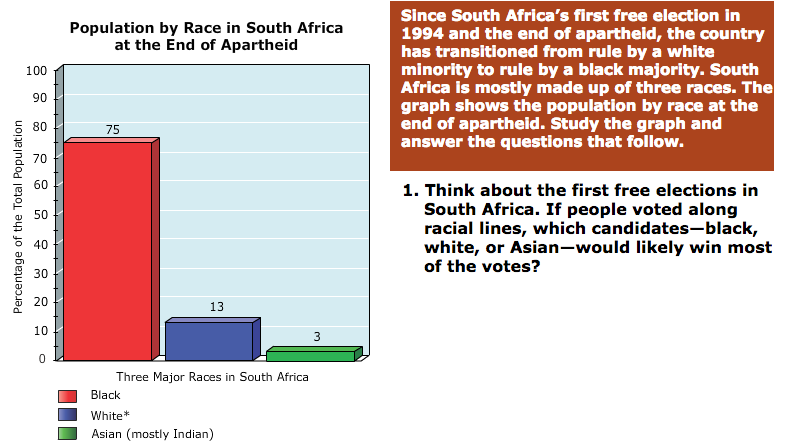 Population by Race in South Africa
at the End of Apartheid
Percentage of the Total Population
100
90
80
70
60
50
40
30
20
10
0
75
13
3
Three Major Races in South Africa
Black
White*
Asian (mostly Indian)
Since South Africa's first free election in
1994 and the end of apartheid, the country
has transitioned from rule by a white
minority to rule by a black majority. South
Africa is mostly made up of three races. The
graph shows the population by race at the
end of apartheid. Study the graph and
answer the questions that follow.
1. Think about the first free elections in
South Africa. If people voted along
racial lines, which candidates—black,
white, or Asian—would likely win most
of the votes?